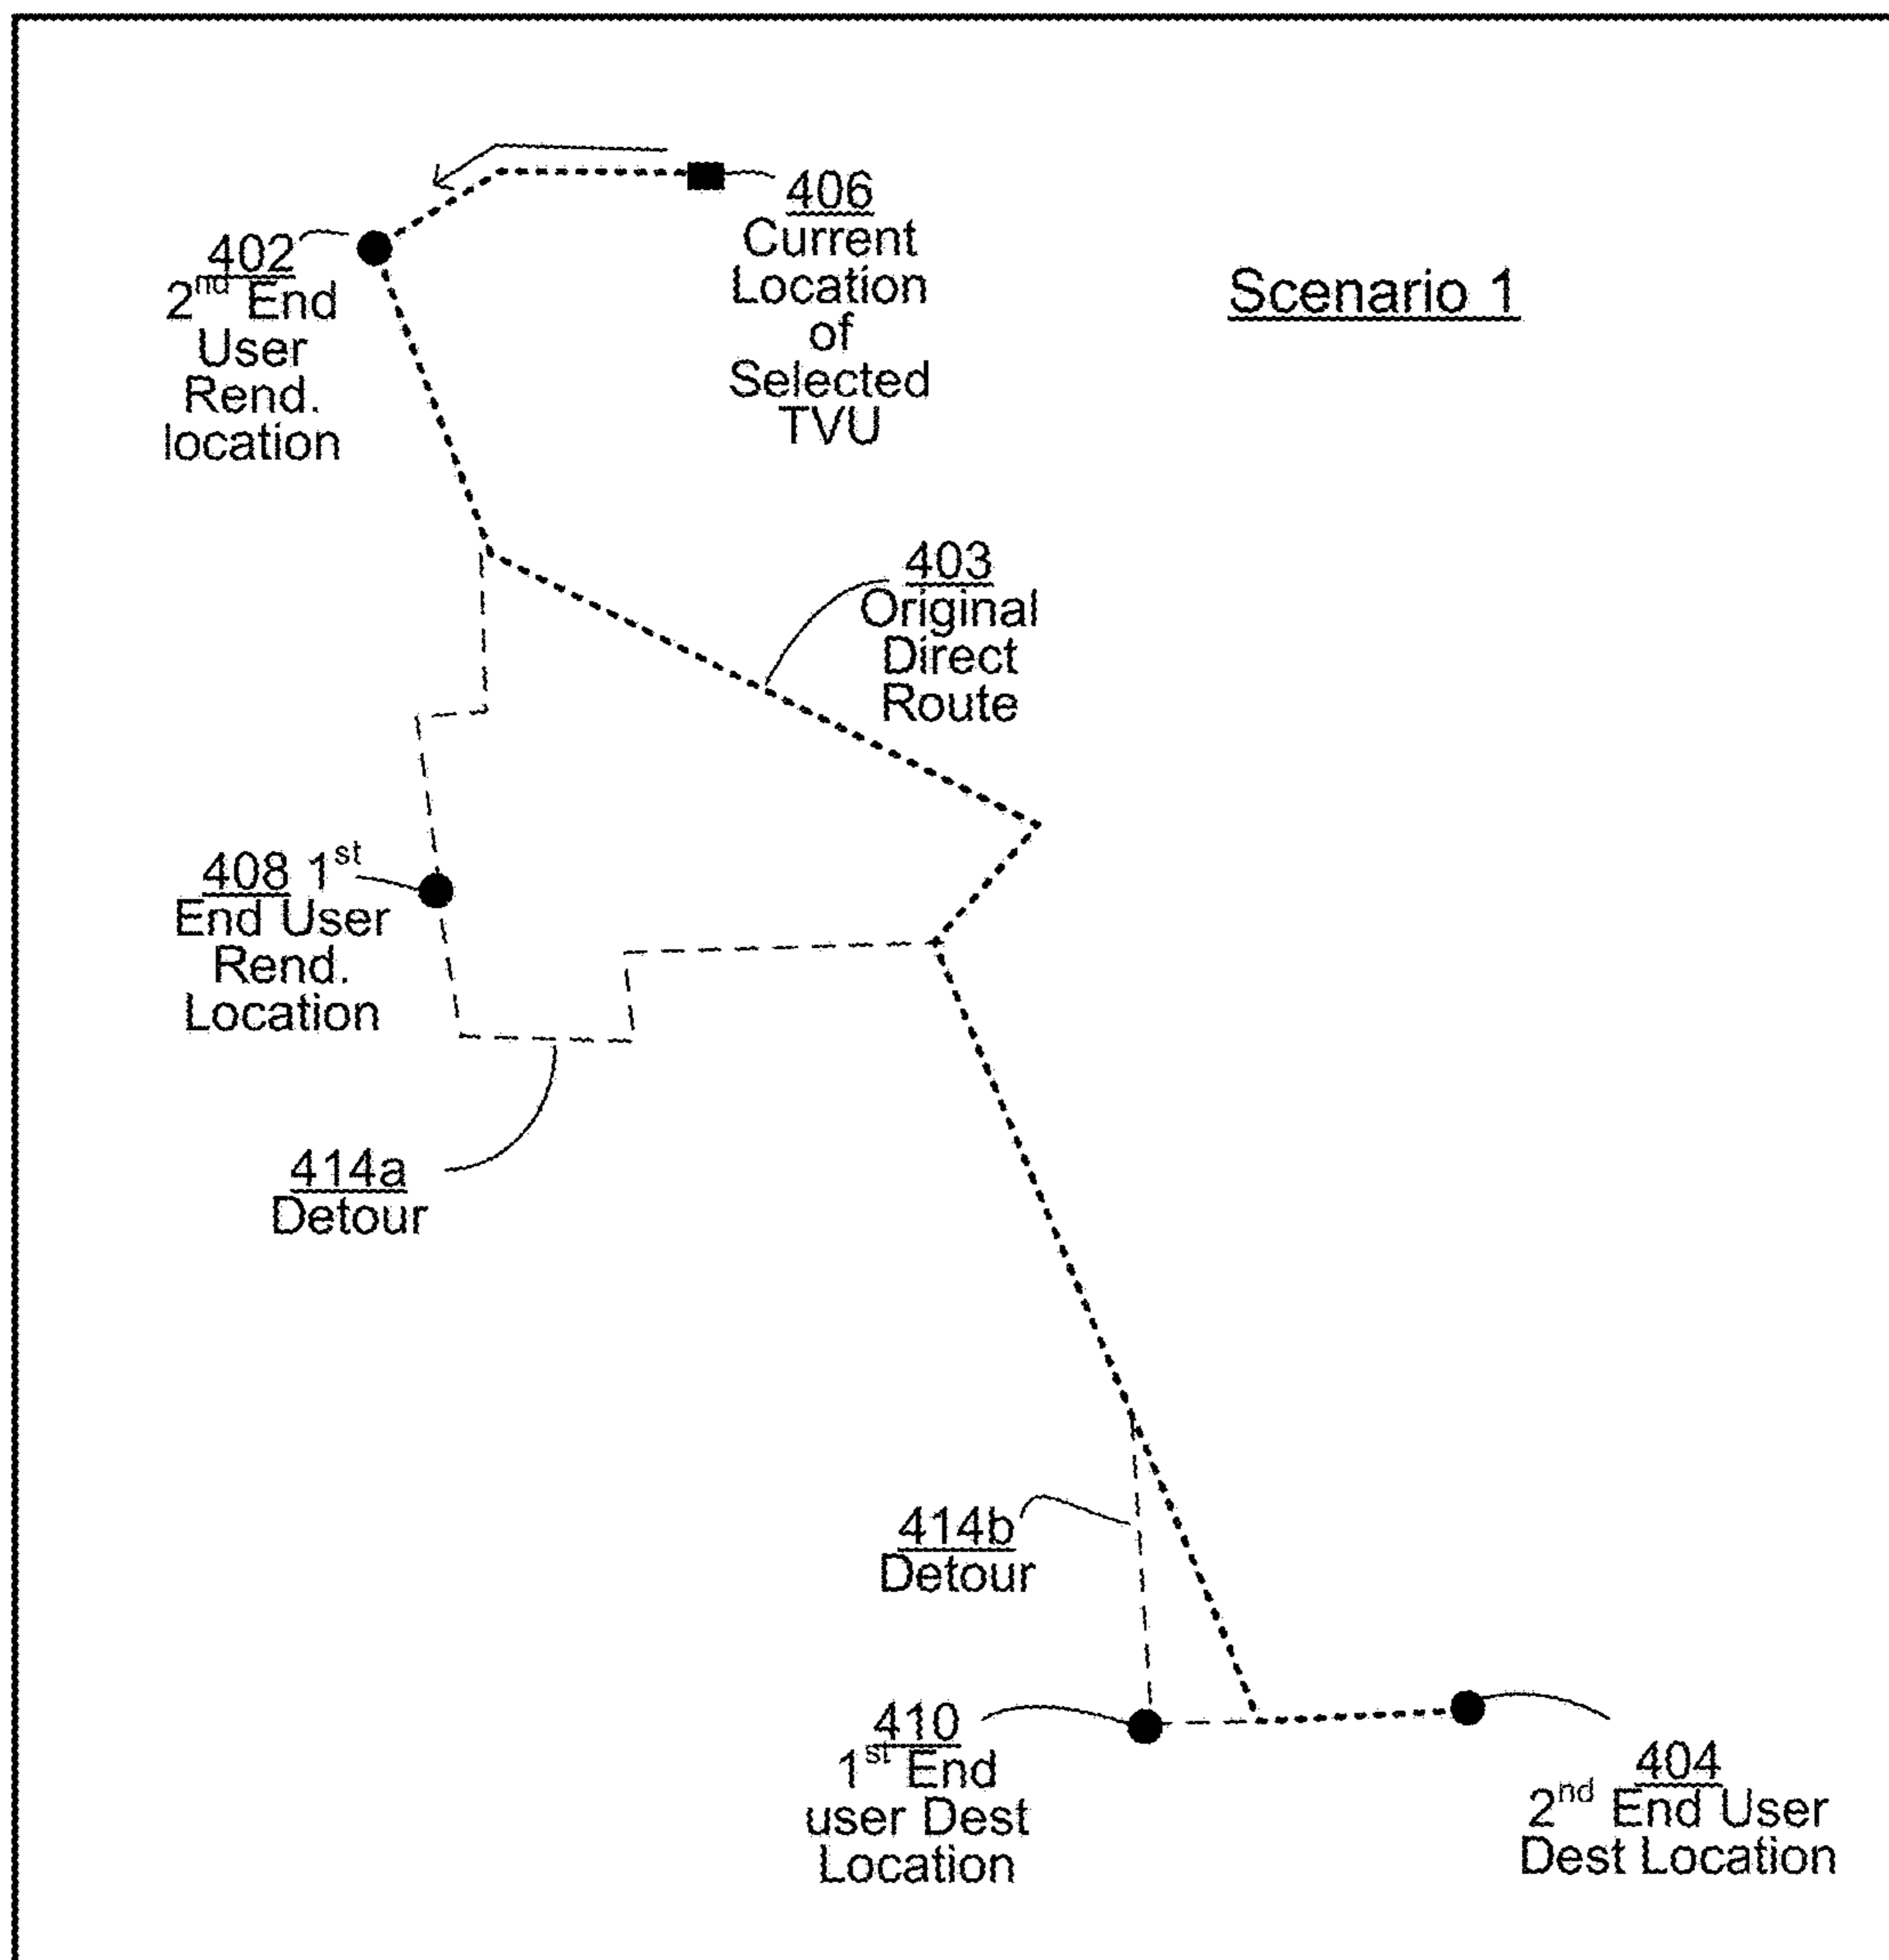 406
Current
Location
of
Selected
TVU
402
2nd End
User
Rend.
location
Scenario 1
403
Original
Direct
Route
408 1st
End User
Rend.
Location
414a
Detour
414b
Detour
410
1st End
user Dest
Location
404
2nd End User
Dest Location